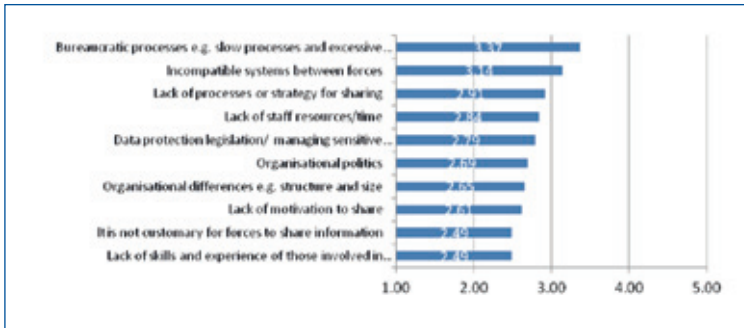 Bureaucratic processes e.g. slow processes and excessive ... 3.37
Incompatible systems between forces 3.14
Lack of processes or strategy for sharing 2.91
Lack of staff resources/time 2.84
Data protection legislation/ managing sensitive ... 2.79
Organisational politics 2.69
Organisational differences e.g. structure and size 2.65
Lack of motivation to share 2.61
It is not customary for forces to share information 2.49
Lack of skills and experience of those involved in ... 2.49
1.00 2.00 3.00 4.00 5.00